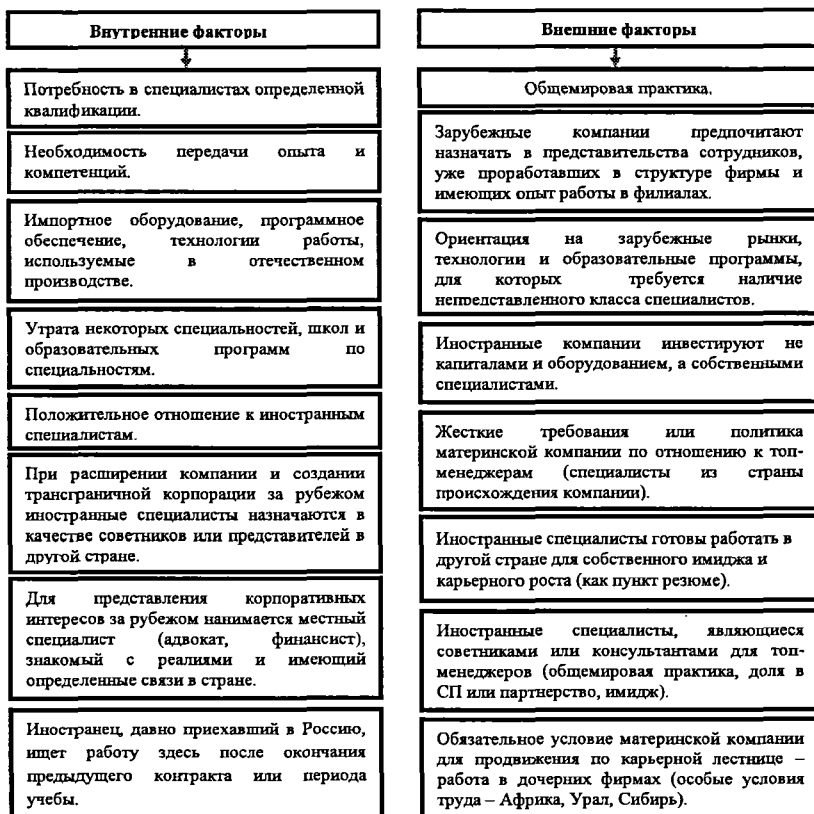 Внутренние факторы
Потребность в специалистах определенной
квалификации.
Необходимость передачи опыта и
компетенций.
Импортное оборудование, программное
обеспечение, технологии работы,
используемые в отечественном
производстве.
Утрата некоторых специальностей, школ и
образовательных программ по
специальностям.
Положительное отношение к иностранным
специалистам.
При расширении компании и создании
трансграничной корпорации за рубежом
иностранные специалисты назначаются в
качестве советников или представителей в
другой стране.
Для представления корпоративных
интересов за рубежом нанимается местный
специалист (адвокат, финансист),
знакомый с реалиями и имеющий
определенные связи в стране.
Иностранец, давно приехавший в Россию,
ищет работу здесь после окончания
предыдущего контракта или периода
учебы.
Внешние факторы
Общемировая практика.
Зарубежные компании предпочитают
назначать в представительства сотрудников,
уже проработавших в структуре фирмы и
имеющих опыт работы в филиалах.
Ориентация на зарубежные рынки,
технологии и образовательные программы,
для которых требуется наличие
непредставленного класса специалистов.
Иностранные компании инвестируют не
капиталами и оборудованием, а собственными
специалистами.
Жесткие требования или политика
материнской компании по отношению к топ-
менеджерам (специалисты из страны
происхождения компании).
Иностранные специалисты готовы работать в
другой стране для собственного имиджа и
карьерного роста (как пункт резюме).
Иностранные специалисты, являющиеся
советниками или консультантами для топ-
менеджеров (общемировая практика, доля в
СП или партнерство, имидж).
Обязательное условие материнской компании
для продвижения по карьерной лестнице –
работа в дочерних фирмах (особые условия
труда – Африка, Урал, Сибирь).